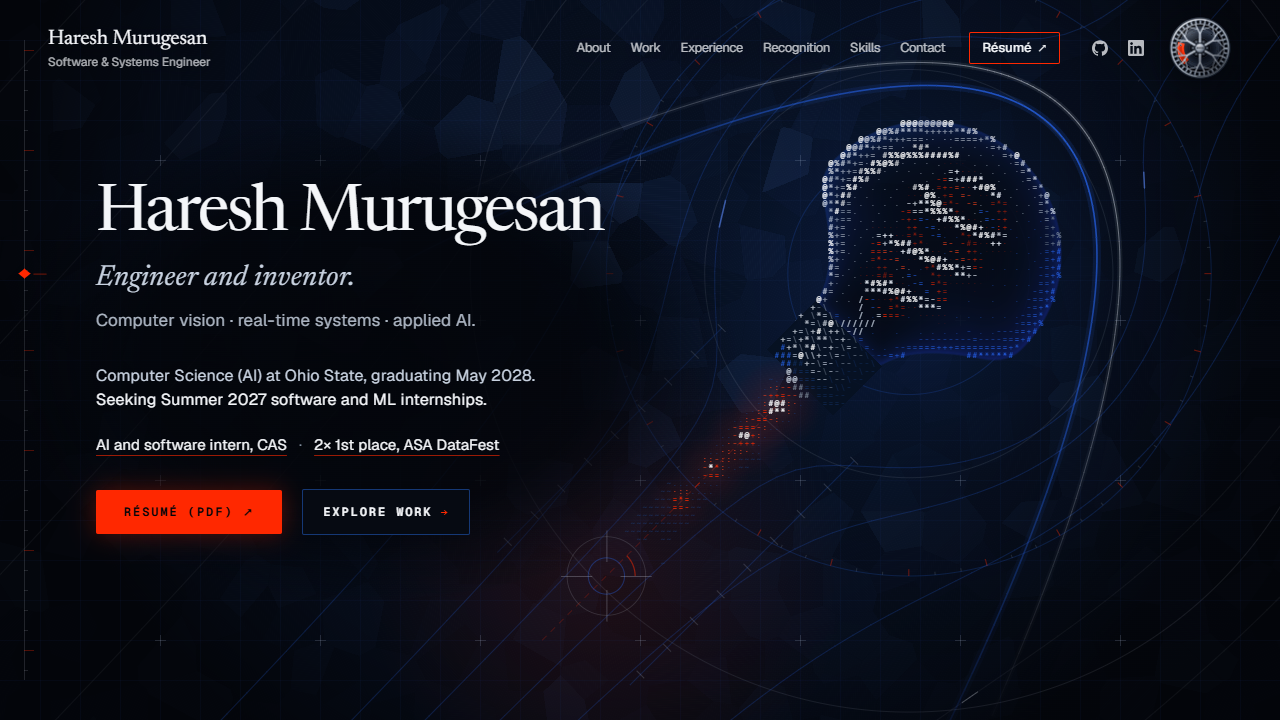 Haresh Murugesan
Software & Systems Engineer
About Work Experience Recognition Skills Contact Résumé ↗
Haresh Murugesan
Engineer and inventor.
Computer vision · real-time systems · applied AI.
Computer Science (AI) at Ohio State, graduating May 2028.
Seeking Summer 2027 software and ML internships.
AI and software intern, CAS · 2× 1st place, ASA DataFest
RÉSUMÉ (PDF) ↗ EXPLORE WORK →